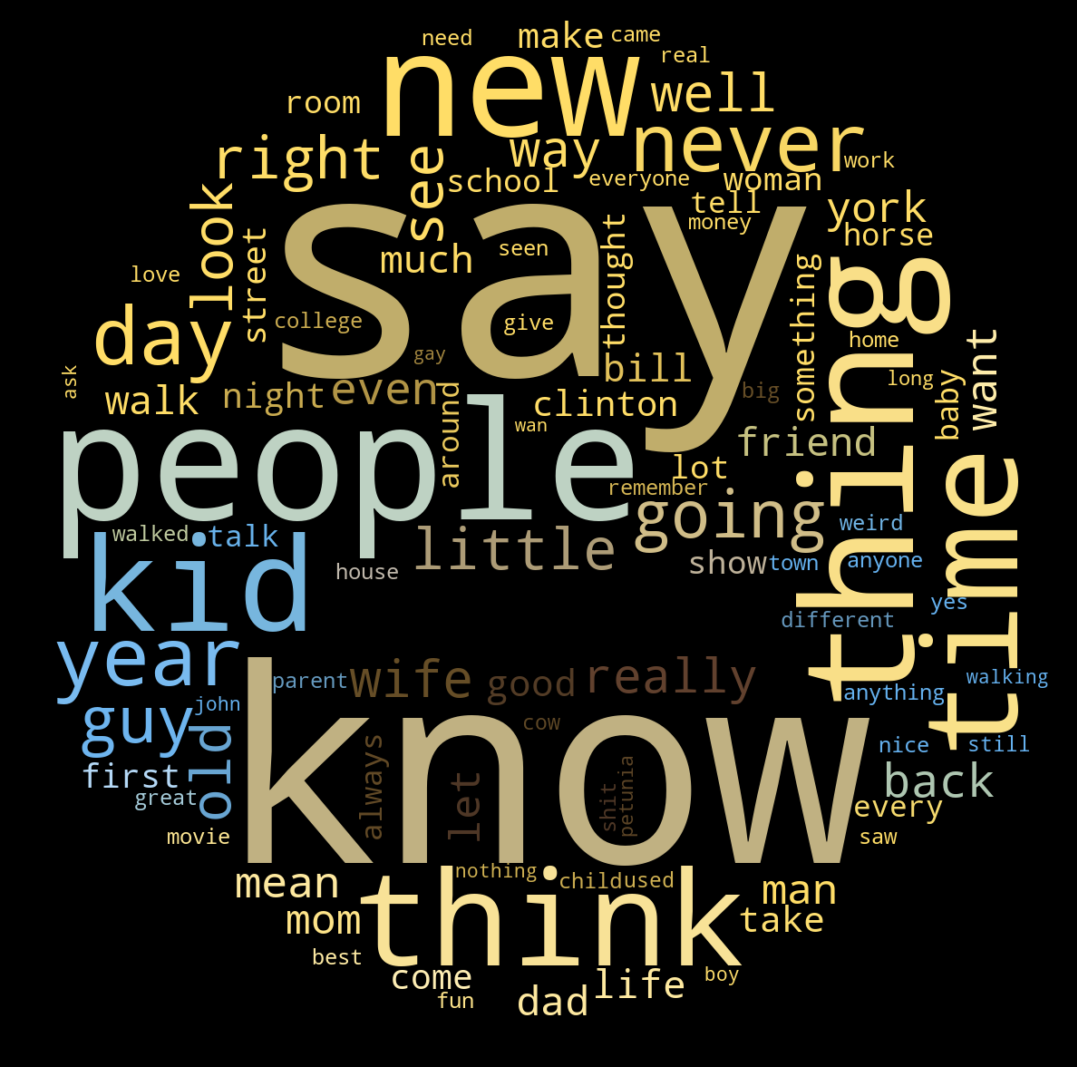 need
make
came
real
new
room
well
never
way
right
see
work
school
everyone
woman
look
say
tell
york
money
horse
street
much
seen
thought
love
something
thing
day
college
give
home
gay
bill
ask
long
want
baby
big
walk
night
even
clinton
around
wan
friend
people
lot
remember
going
time
weird
walked
talk
little
kid
house
show
town
anyone
yes
different
year
parent
wife
good
really
walking
anything
john
guy
cow
old
know
nice
still
first
always
let
shit
petunia
back
great
every
movie
saw
nothing
child
used
mean
think
man
mom
take
best
come
life
boy
fun
dad